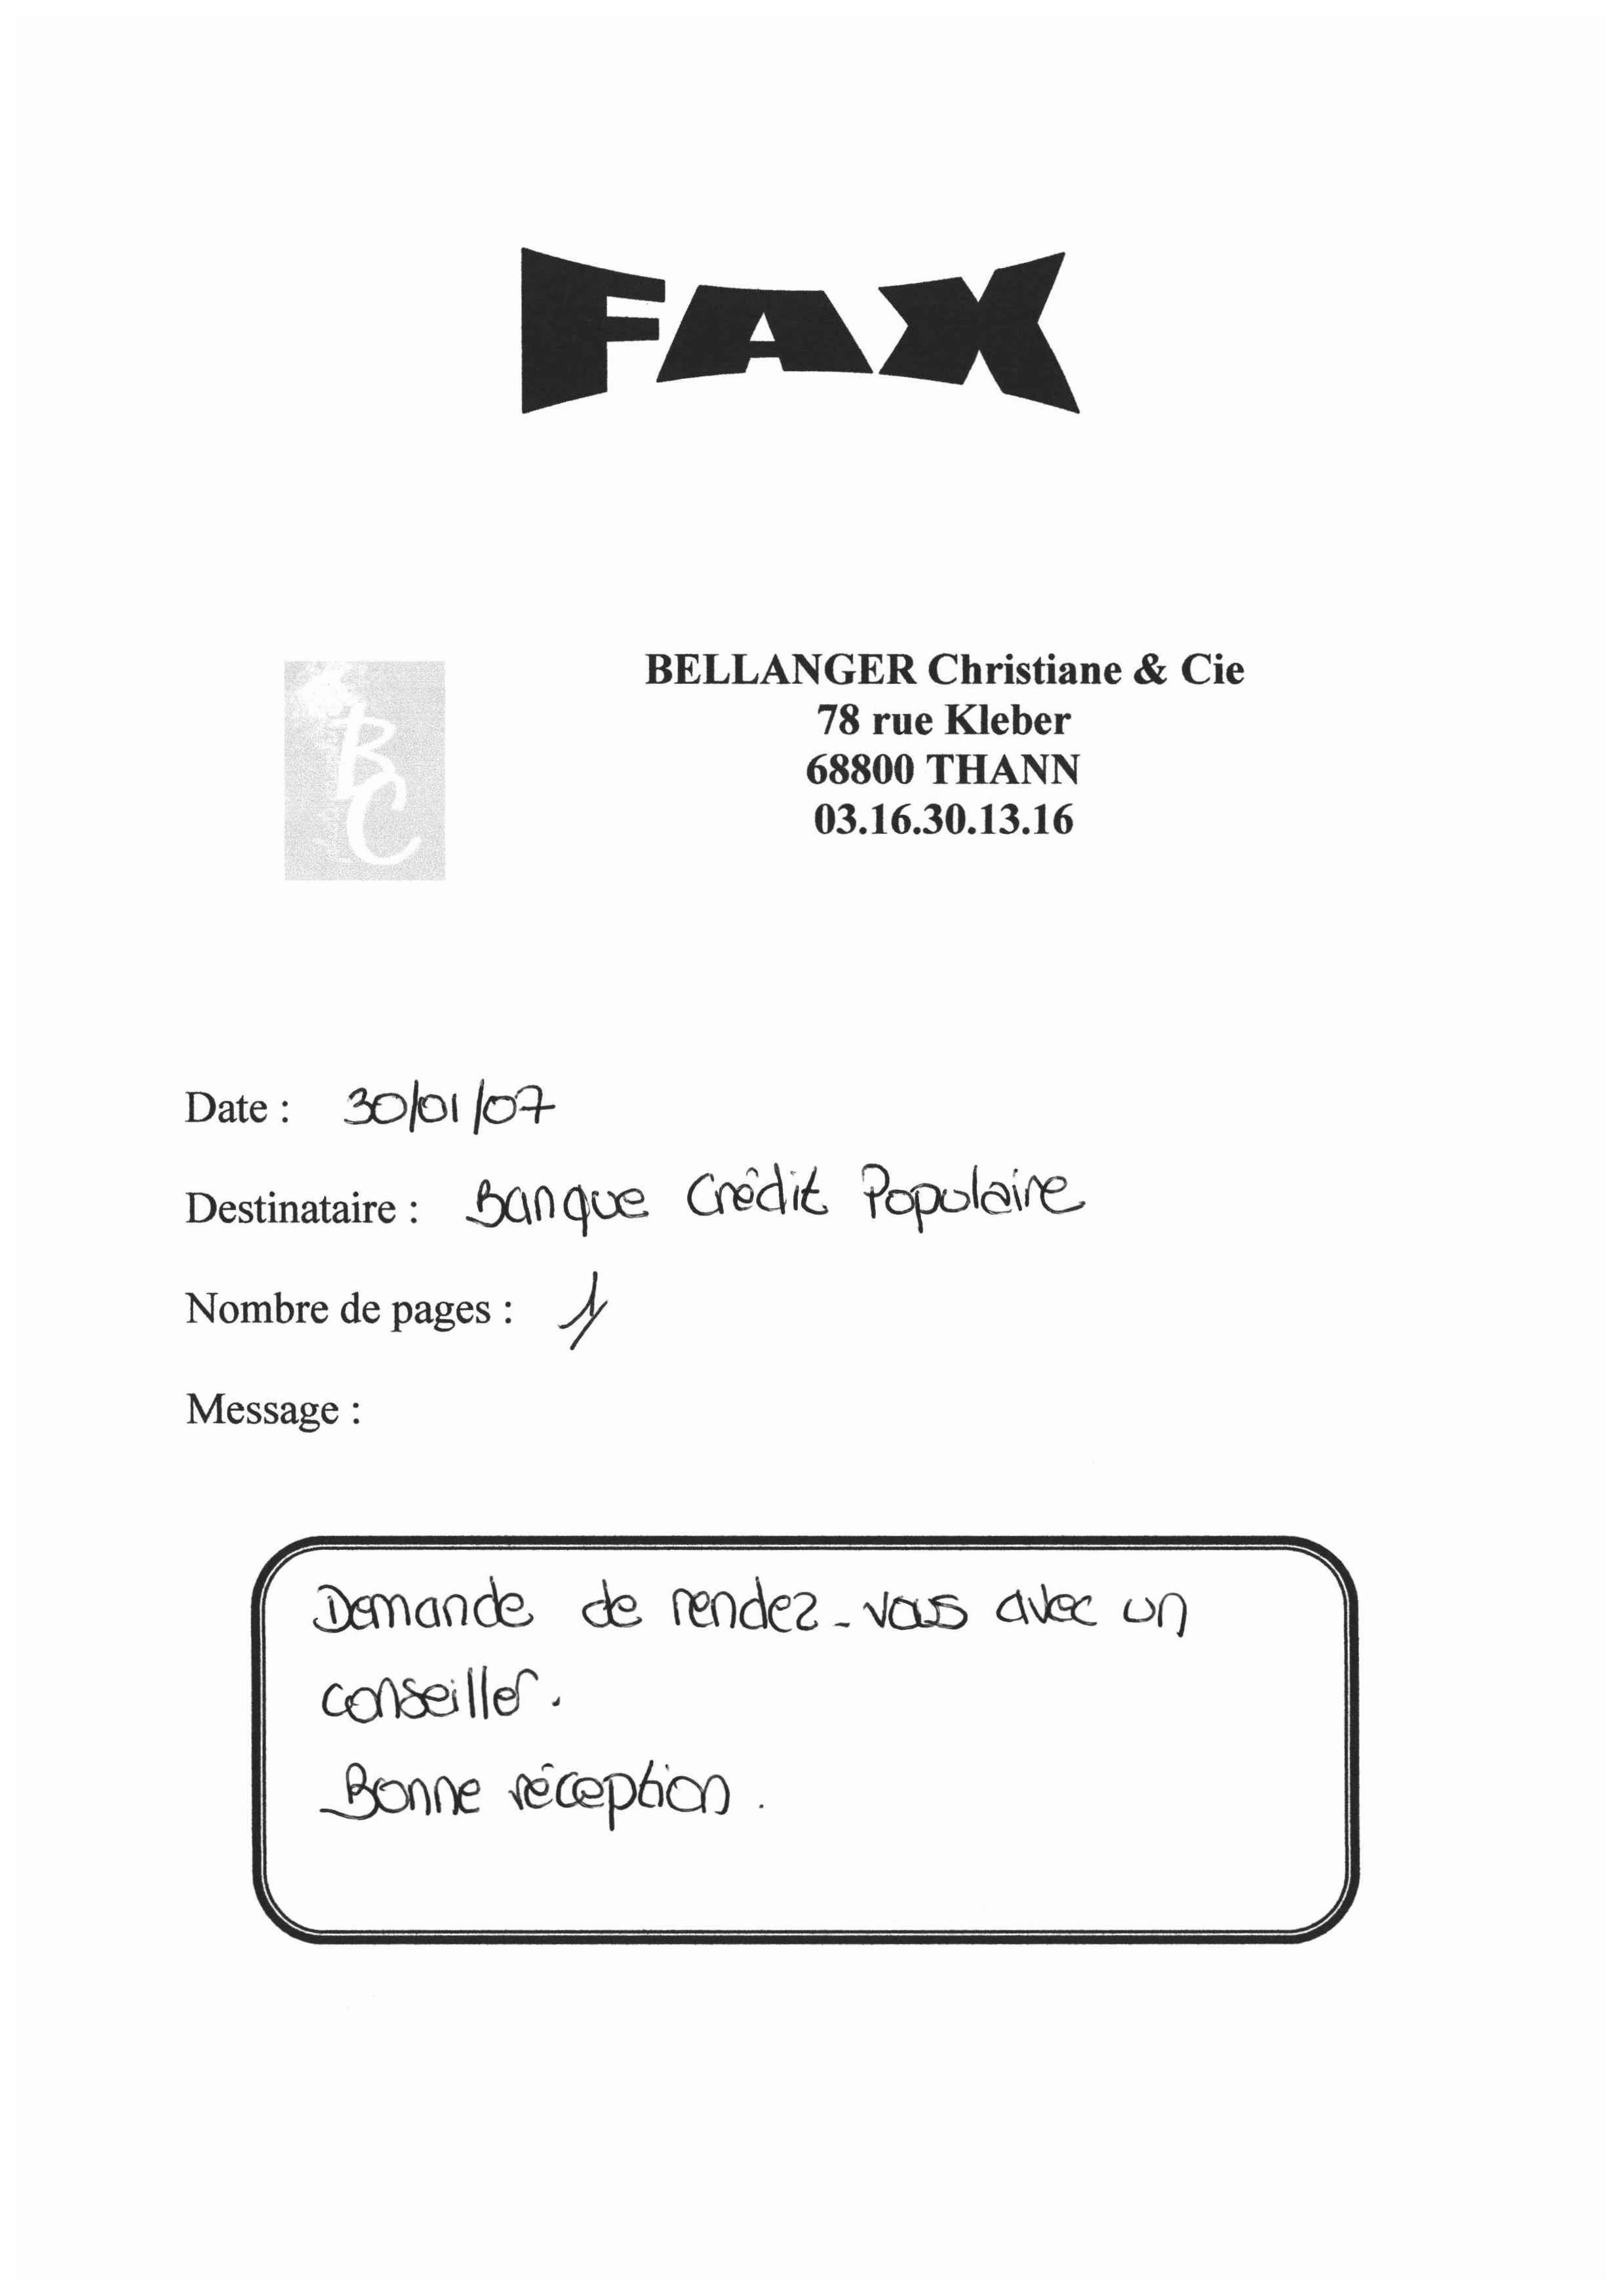 FAX
BELLANGER Christiane & Cie
78 rue Kleber
68800 THANN
03.16.30.13.16
BC
Date : 30/01/07
Destinataire : Banque Crédit Populaire
Nombre de pages : 1
Message :
Demande de rendez-vous avec un
conseiller.
Bonne réception.